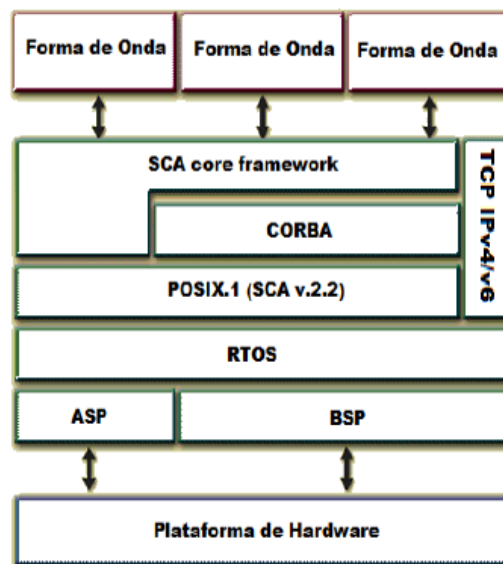 Forma de Onda
Forma de Onda
Forma de Onda
SCA core framework
TCP IPv4/v6
CORBA
POSIX.1 (SCA v.2.2)
RTOS
ASP
BSP
Plataforma de Hardware